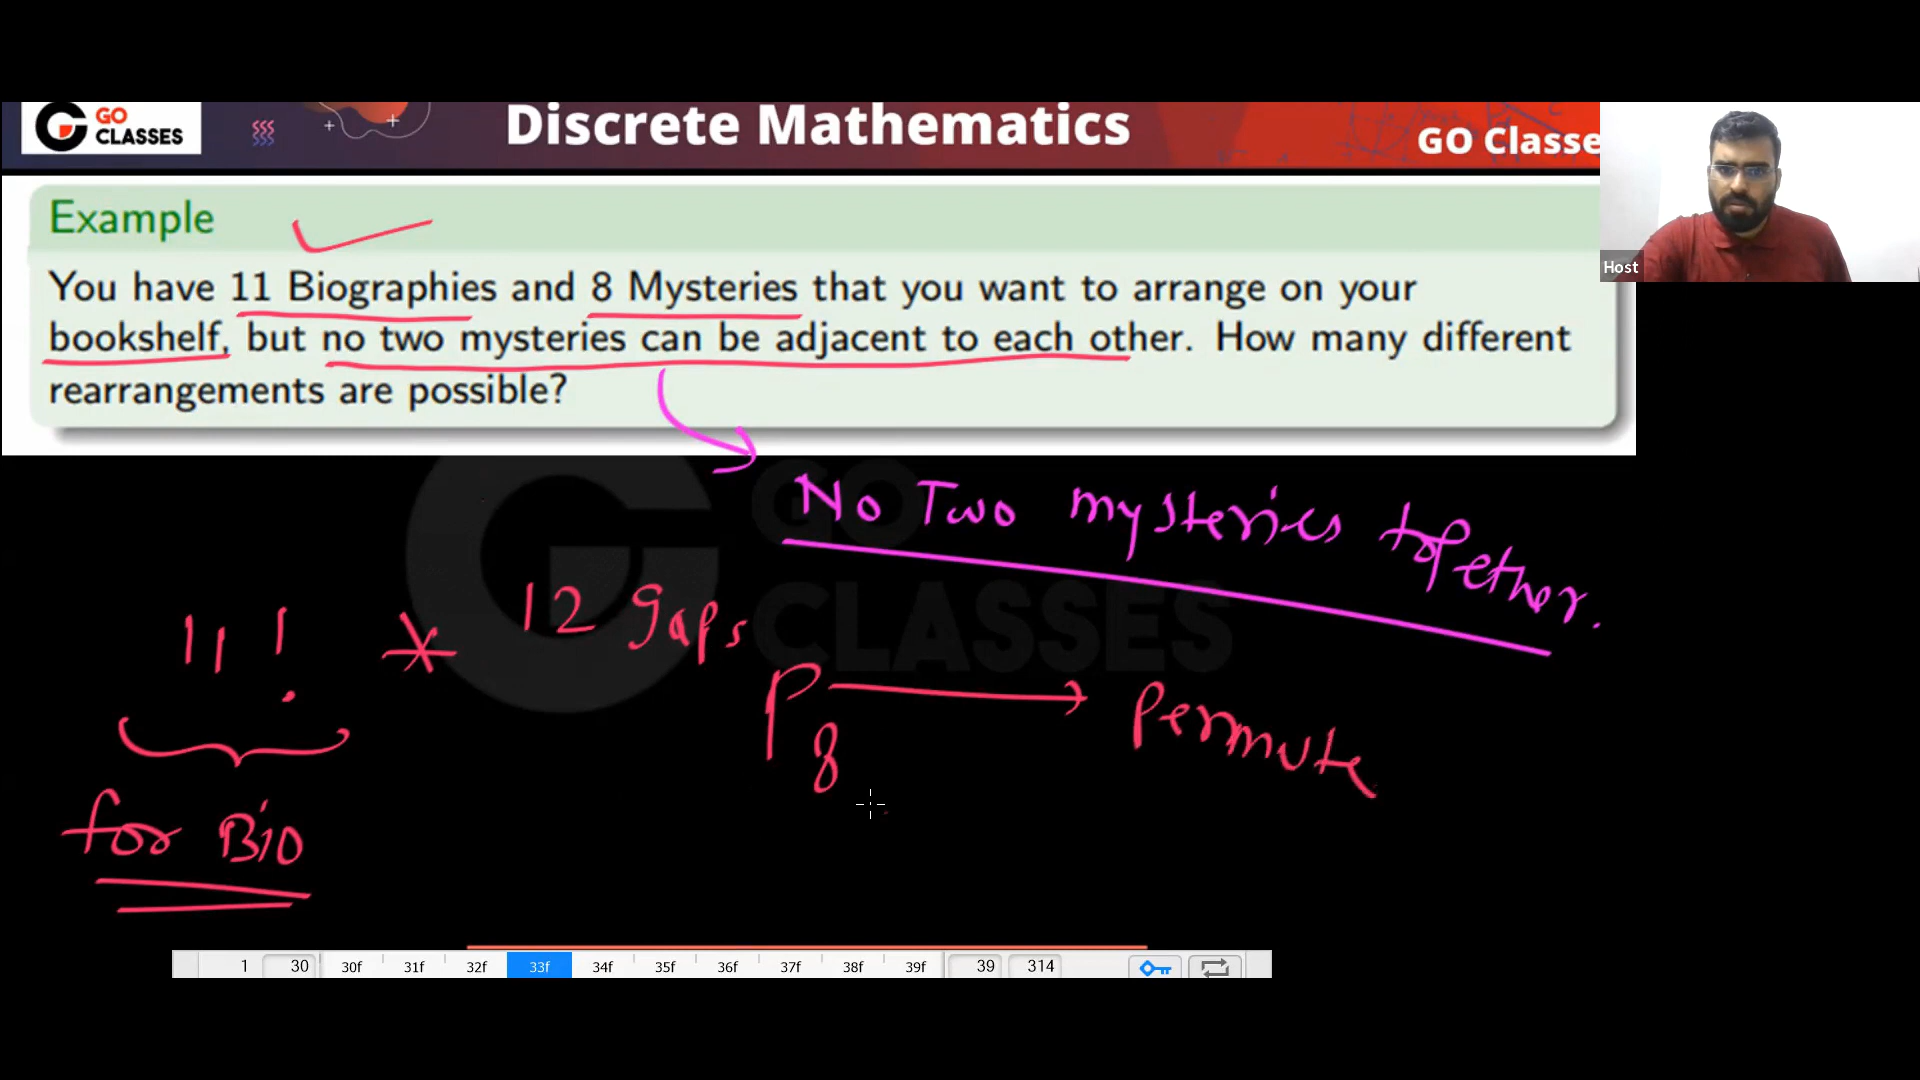 GO
CLASSES
Discrete Mathematics
GO Classe
Host
Example
You have 11 Biographies and 8 Mysteries that you want to arrange on your
bookshelf, but no two mysteries can be adjacent to each other. How many different
rearrangements are possible?
GO
CLASSES
No Two mysteries together.
11! * 12 gaps P 8 → Permute
for Bio
1 30 30f 31f 32f 33f 34f 35f 36f 37f 38f 39f 39 314